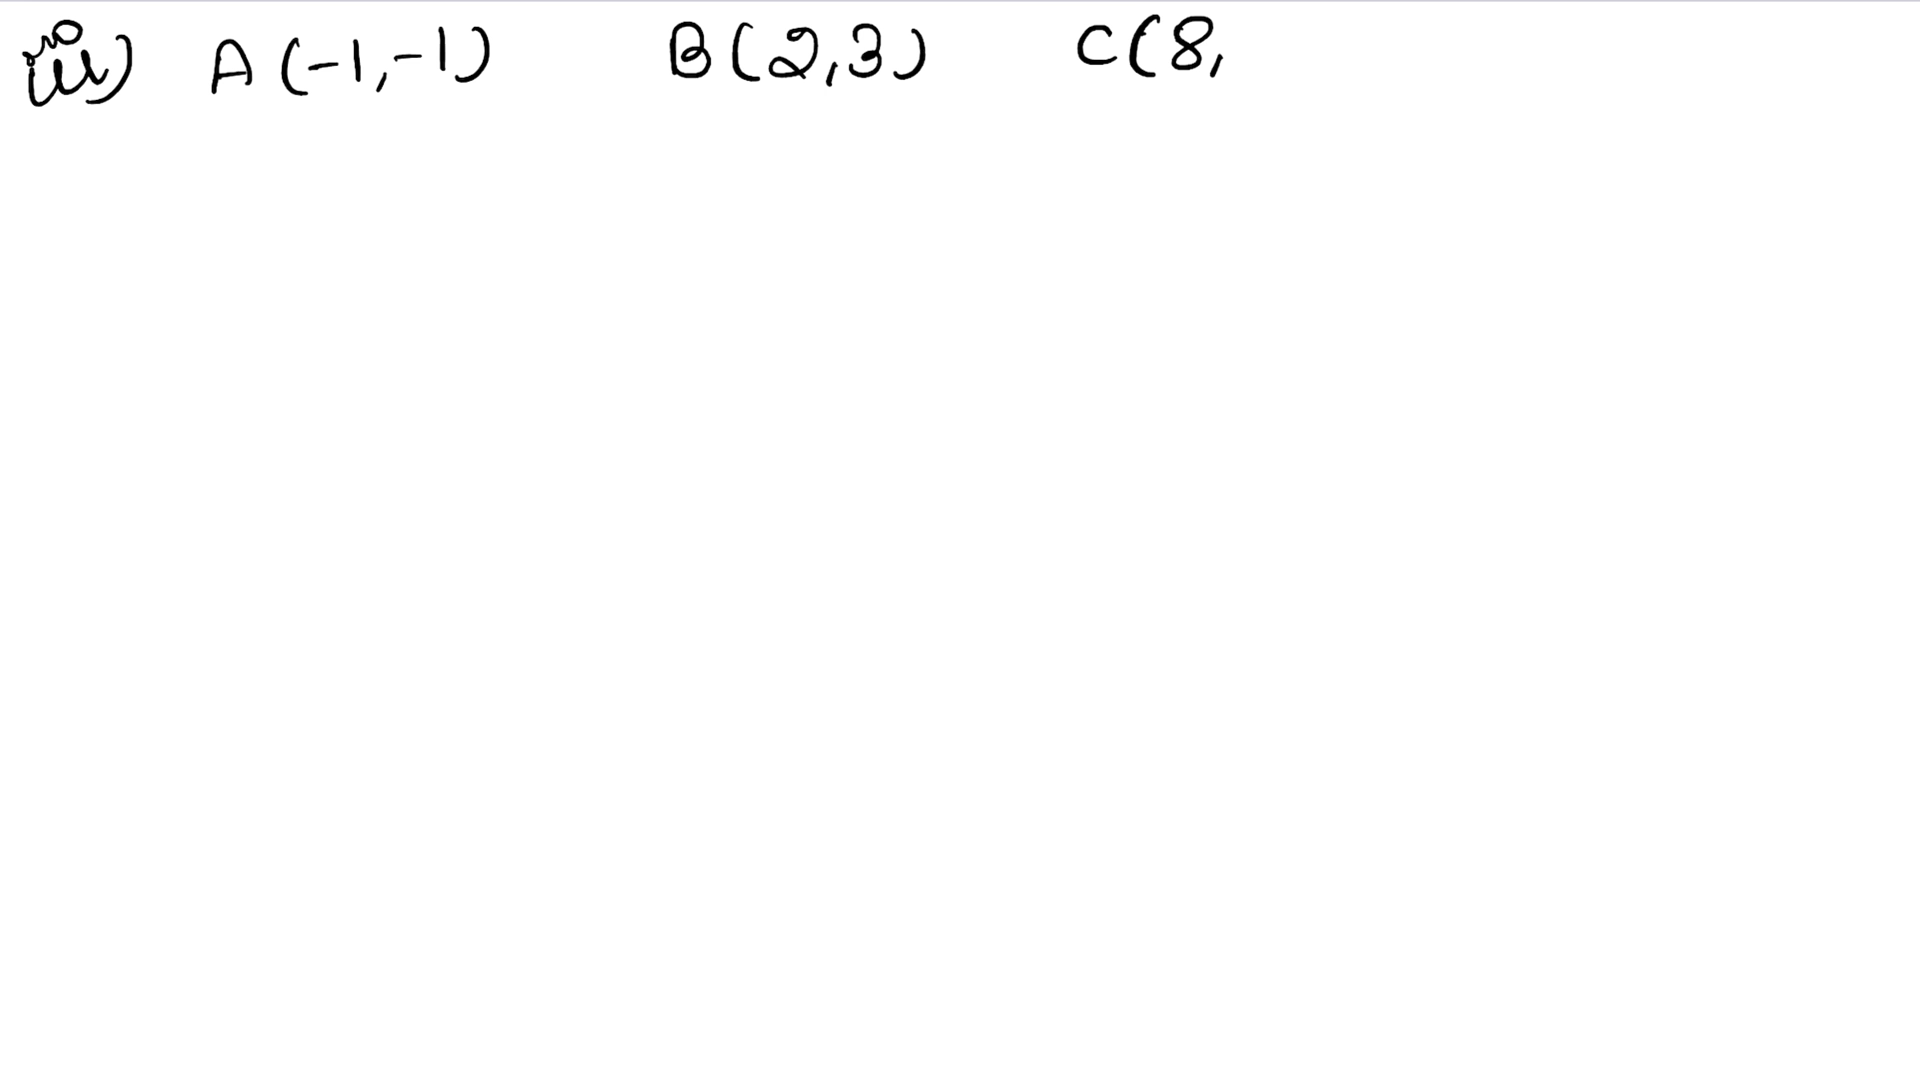 iii) A (-1,-1) B (2,3) C (8,